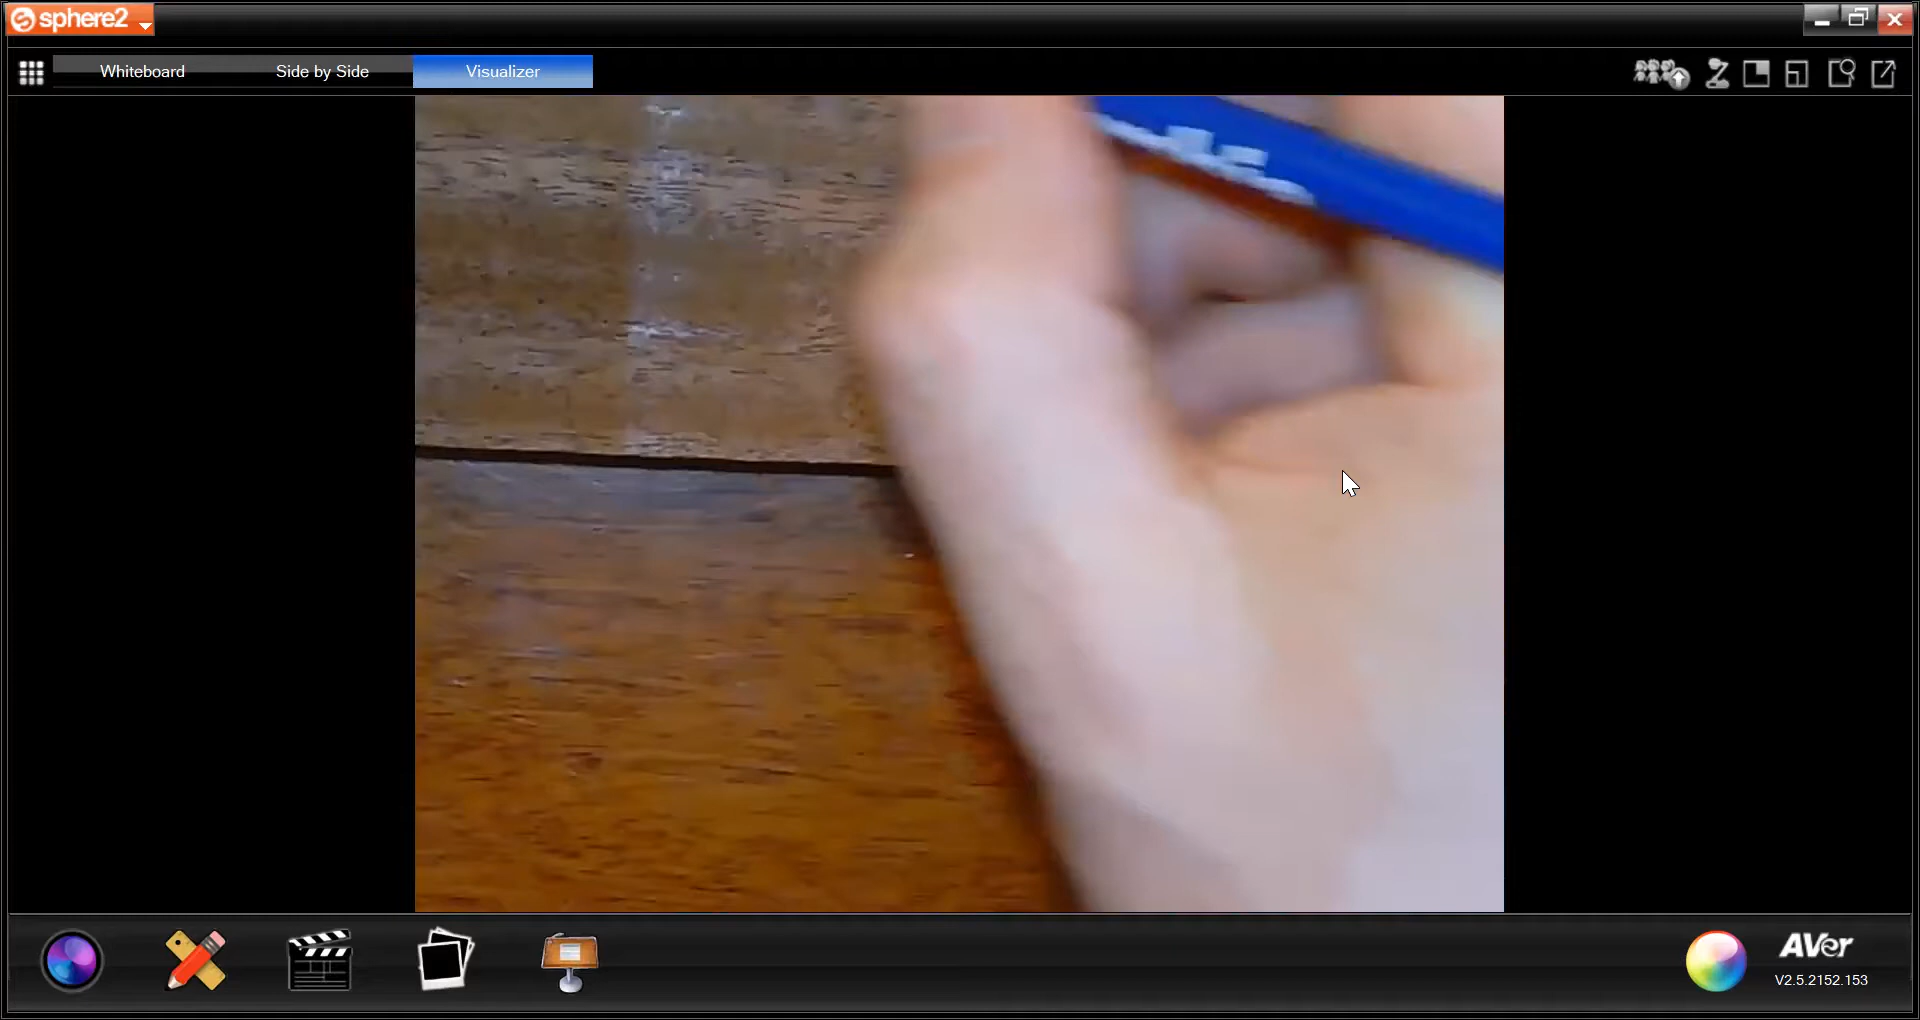 sphere2
Whiteboard Side by Side Visualizer
AVer
V2.5.2152.153